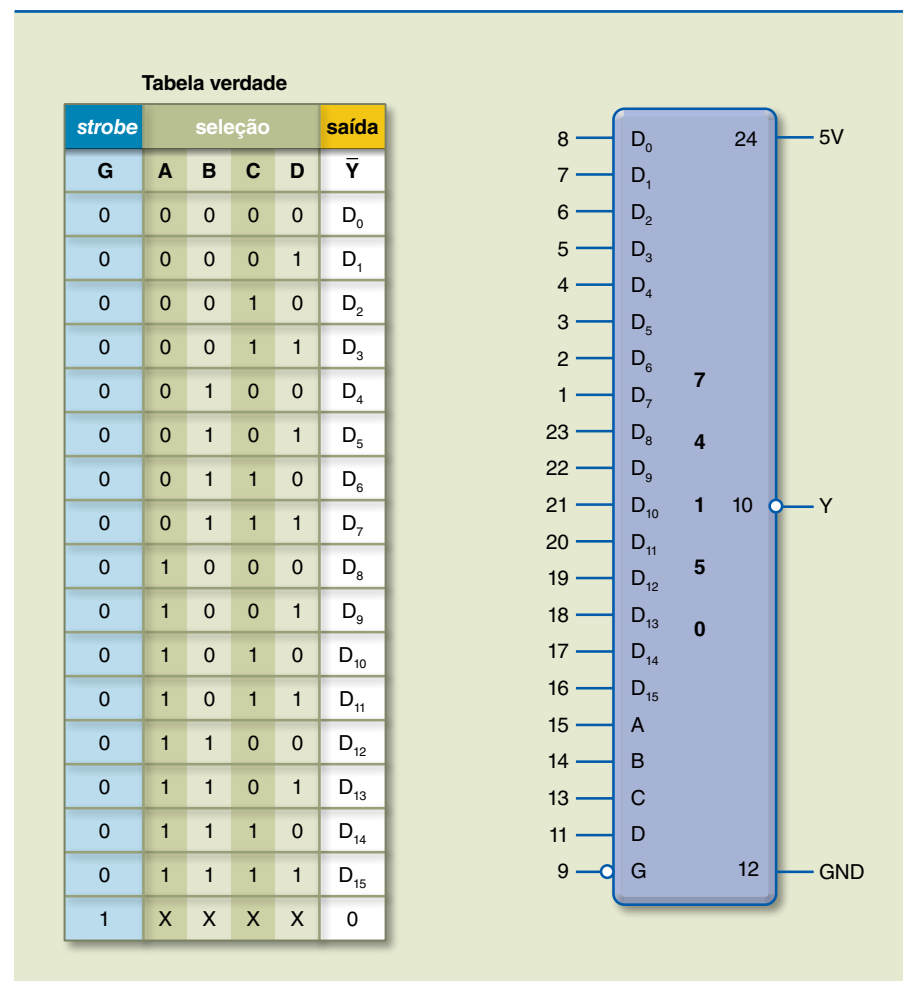 Tabela verdade
strobe seleção saída
G A B C D Y̅
0 0 0 0 0 D₀
0 0 0 0 1 D₁
0 0 0 1 0 D₂
0 0 0 1 1 D₃
0 0 1 0 0 D₄
0 0 1 0 1 D₅
0 0 1 1 0 D₆
0 0 1 1 1 D₇
0 1 0 0 0 D₈
0 1 0 0 1 D₉
0 1 0 1 0 D₁₀
0 1 0 1 1 D₁₁
0 1 1 0 0 D₁₂
0 1 1 0 1 D₁₃
0 1 1 1 0 D₁₄
0 1 1 1 1 D₁₅
1 X X X X 0
8 D₀ 24 5V
7 D₁
6 D₂
5 D₃
4 D₄
3 D₅
2 D₆
7
1 D₇
23 D₈
4
22 D₉
21 D₁₀ 1 10 Y
20 D₁₁
5
19 D₁₂
18 D₁₃
0
17 D₁₄
16 D₁₅
15 A
14 B
13 C
11 D
9 G 12 GND